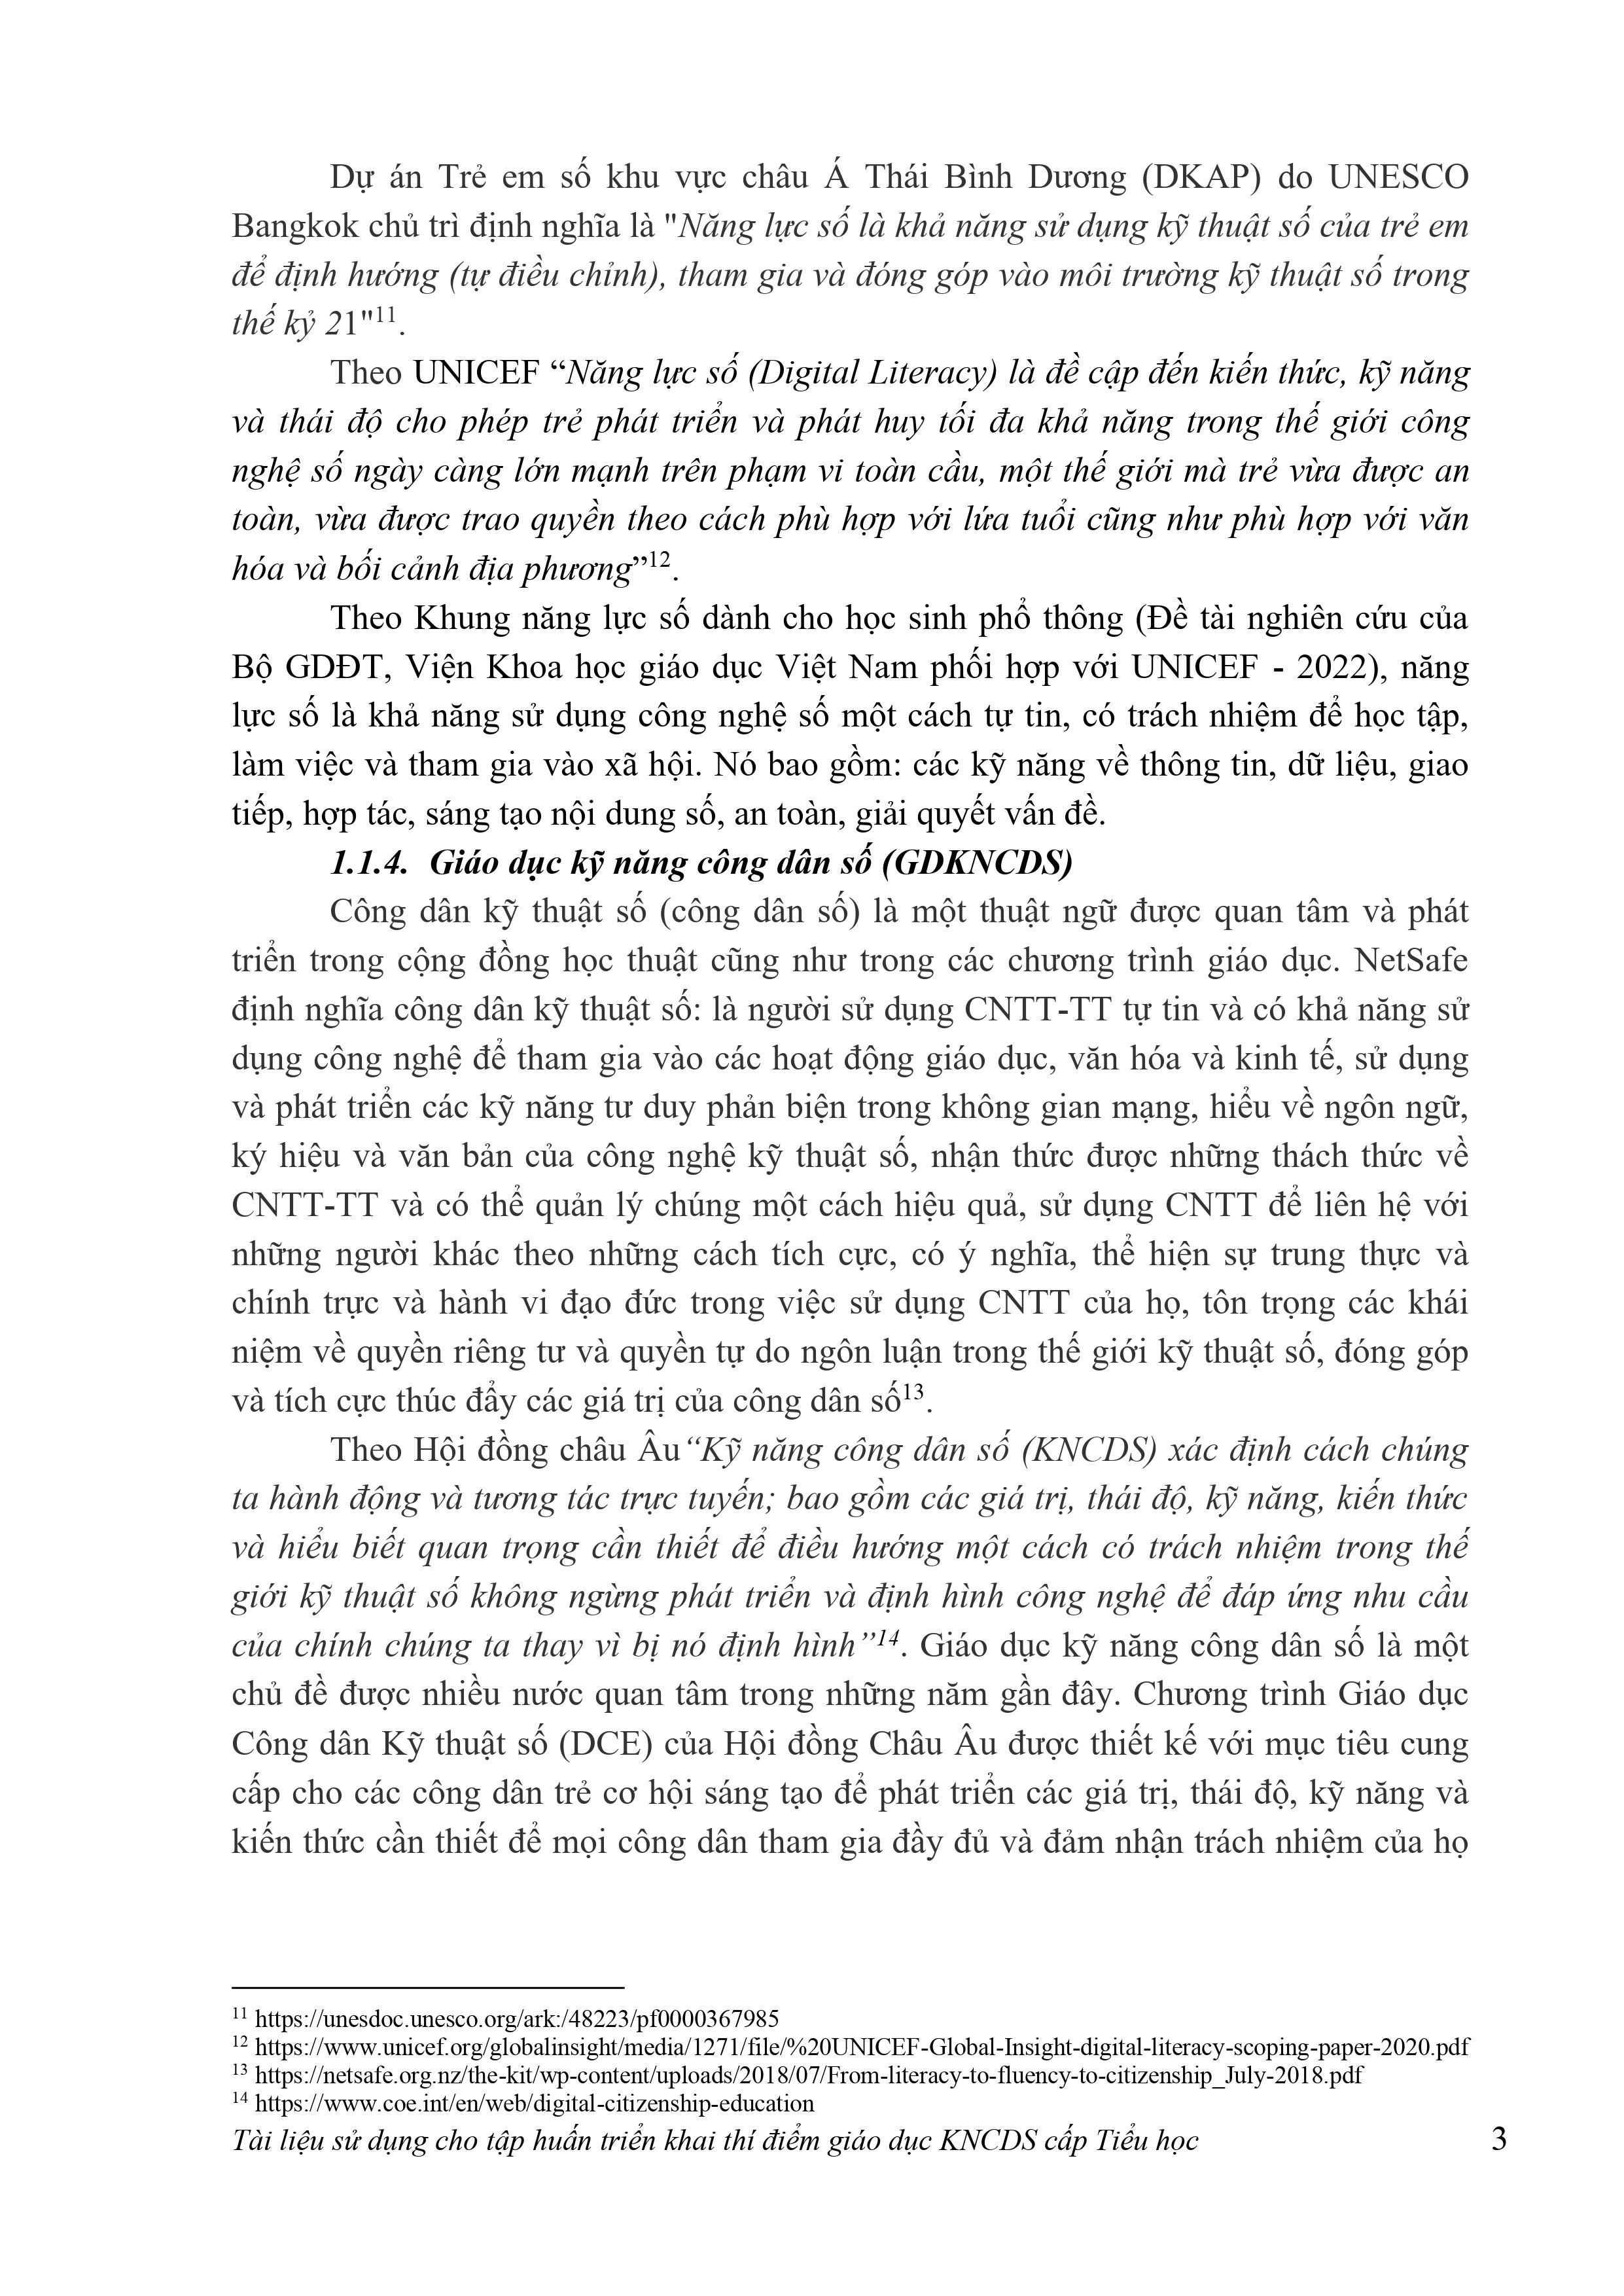 Dự án Trẻ em số khu vực châu Á Thái Bình Dương (DKAP) do UNESCO
Bangkok chủ trì định nghĩa là "Năng lực số là khả năng sử dụng kỹ thuật số của trẻ em
để định hướng (tự điều chỉnh), tham gia và đóng góp vào môi trường kỹ thuật số trong
thế kỷ 21"11.
Theo UNICEF “Năng lực số (Digital Literacy) là đề cập đến kiến thức, kỹ năng
và thái độ cho phép trẻ phát triển và phát huy tối đa khả năng trong thế giới công
nghệ số ngày càng lớn mạnh trên phạm vi toàn cầu, một thế giới mà trẻ vừa được an
toàn, vừa được trao quyền theo cách phù hợp với lứa tuổi cũng như phù hợp với văn
hóa và bối cảnh địa phương”12.
Theo Khung năng lực số dành cho học sinh phổ thông (Đề tài nghiên cứu của
Bộ GDĐT, Viện Khoa học giáo dục Việt Nam phối hợp với UNICEF - 2022), năng
lực số là khả năng sử dụng công nghệ số một cách tự tin, có trách nhiệm để học tập,
làm việc và tham gia vào xã hội. Nó bao gồm: các kỹ năng về thông tin, dữ liệu, giao
tiếp, hợp tác, sáng tạo nội dung số, an toàn, giải quyết vấn đề.
1.1.4. Giáo dục kỹ năng công dân số (GDKNCDS)
Công dân kỹ thuật số (công dân số) là một thuật ngữ được quan tâm và phát
triển trong cộng đồng học thuật cũng như trong các chương trình giáo dục. NetSafe
định nghĩa công dân kỹ thuật số: là người sử dụng CNTT-TT tự tin và có khả năng sử
dụng công nghệ để tham gia vào các hoạt động giáo dục, văn hóa và kinh tế, sử dụng
và phát triển các kỹ năng tư duy phản biện trong không gian mạng, hiểu về ngôn ngữ,
ký hiệu và văn bản của công nghệ kỹ thuật số, nhận thức được những thách thức về
CNTT-TT và có thể quản lý chúng một cách hiệu quả, sử dụng CNTT để liên hệ với
những người khác theo những cách tích cực, có ý nghĩa, thể hiện sự trung thực và
chính trực và hành vi đạo đức trong việc sử dụng CNTT của họ, tôn trọng các khái
niệm về quyền riêng tư và quyền tự do ngôn luận trong thế giới kỹ thuật số, đóng góp
và tích cực thúc đẩy các giá trị của công dân số13.
Theo Hội đồng châu Âu “Kỹ năng công dân số (KNCDS) xác định cách chúng
ta hành động và tương tác trực tuyến; bao gồm các giá trị, thái độ, kỹ năng, kiến thức
và hiểu biết quan trọng cần thiết để điều hướng một cách có trách nhiệm trong thế
giới kỹ thuật số không ngừng phát triển và định hình công nghệ để đáp ứng nhu cầu
của chính chúng ta thay vì bị nó định hình”14. Giáo dục kỹ năng công dân số là một
chủ đề được nhiều nước quan tâm trong những năm gần đây. Chương trình Giáo dục
Công dân Kỹ thuật số (DCE) của Hội đồng Châu Âu được thiết kế với mục tiêu cung
cấp cho các công dân trẻ cơ hội sáng tạo để phát triển các giá trị, thái độ, kỹ năng và
kiến thức cần thiết để mọi công dân tham gia đầy đủ và đảm nhận trách nhiệm của họ
11 https://unesdoc.unesco.org/ark:/48223/pf0000367985
12 https://www.unicef.org/globalinsight/media/1271/file/%20UNICEF-Global-Insight-digital-literacy-scoping-paper-2020.pdf
13 https://netsafe.org.nz/the-kit/wp-content/uploads/2018/07/From-literacy-to-fluency-to-citizenship_July-2018.pdf
14 https://www.coe.int/en/web/digital-citizenship-education
Tài liệu sử dụng cho tập huấn triển khai thí điểm giáo dục KNCDS cấp Tiểu học 3